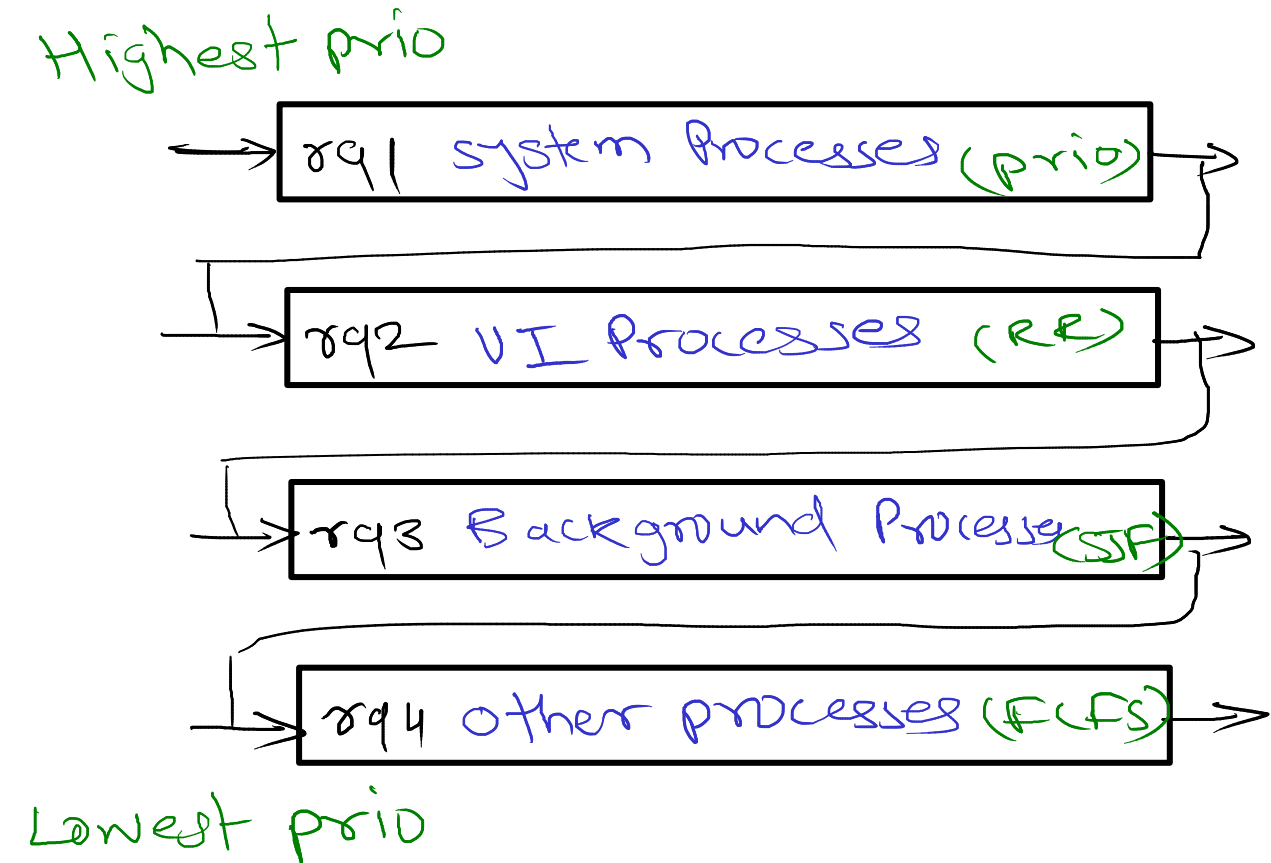 Highest prio
rq1 system Processes (prio)
rq2 UI Processes (RR)
rq3 Background Processes (SJF)
rq4 other processes (FCFS)
Lowest prio